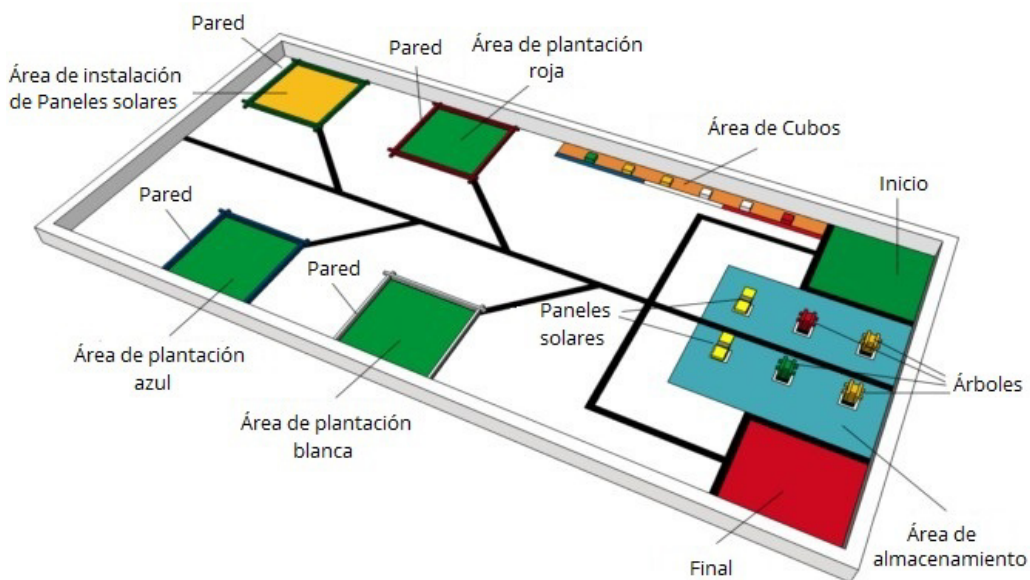 Pared
Área de plantación
roja
Pared
Área de instalación
de Paneles solares
Área de Cubos
Inicio
Pared
Pared
Paneles
solares
Área de plantación
azul
Árboles
Área de plantación
blanca
Área de
almacenamiento
Final